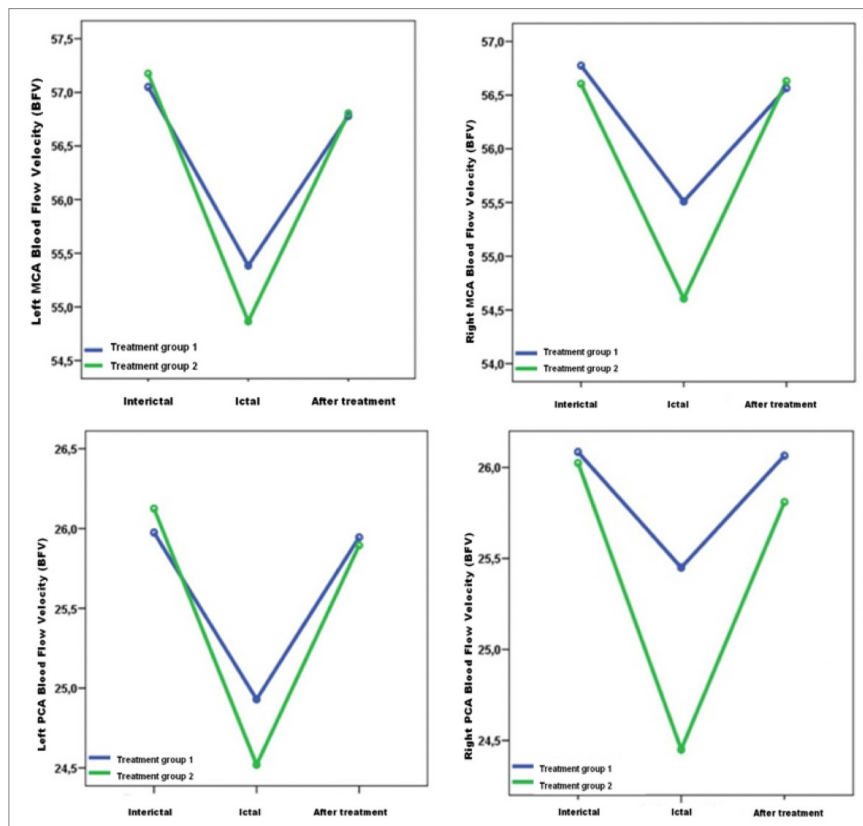 Left MCA Blood Flow Velocity (BFV)
57,5
57,0
56,5
56,0
55,5
55,0
54,5
Treatment group 1
Treatment group 2
Interictal
Ictal
After treatment
Right MCA Blood Flow Velocity (BFV)
57,0
56,5
56,0
55,5
55,0
54,5
54,0
Treatment group 1
Treatment group 2
Interictal
Ictal
After treatment
Left PCA Blood Flow Velocity (BFV)
26,5
26,0
25,5
25,0
24,5
Treatment group 1
Treatment group 2
Interictal
Ictal
After treatment
Right PCA Blood Flow Velocity (BFV)
26,0
25,5
25,0
24,5
Treatment group 1
Treatment group 2
Interictal
Ictal
After treatment